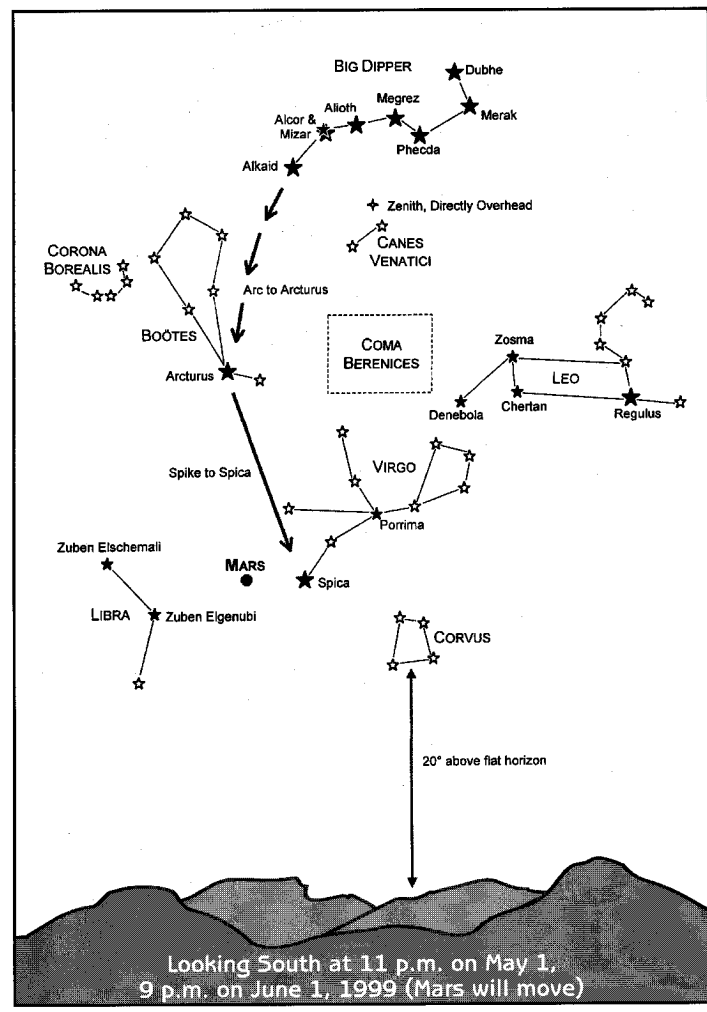 BIG DIPPER
Dubhe
Megrez
Alioth
Merak
Alcor &
Mizar
Phecda
Alkaid
Zenith, Directly Overhead
CANES
VENATICI
CORONA
BOREALIS
Arc to Arcturus
BOÖTES
COMA
BERENICES
Zosma
LEO
Arcturus
Denebola
Chertan
Regulus
VIRGO
Spike to Spica
Porrima
Zuben Elschemali
MARS
Spica
LIBRA
Zuben Elgenubi
CORVUS
20° above flat horizon
Looking South at 11 p.m. on May 1,
9 p.m. on June 1, 1999 (Mars will move)